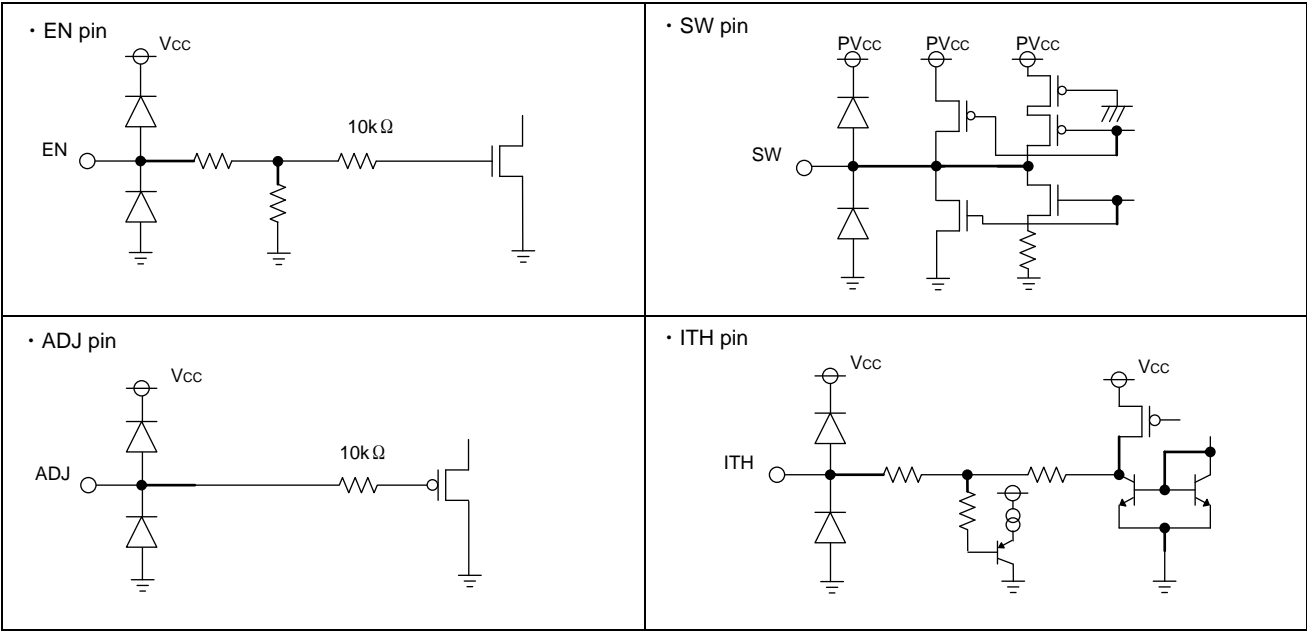 ・EN pin
VCC
10kΩ
EN
・SW pin
PVCC PVCC PVCC
SW
・ADJ pin
VCC
10kΩ
ADJ
・ITH pin
VCC
VCC
ITH